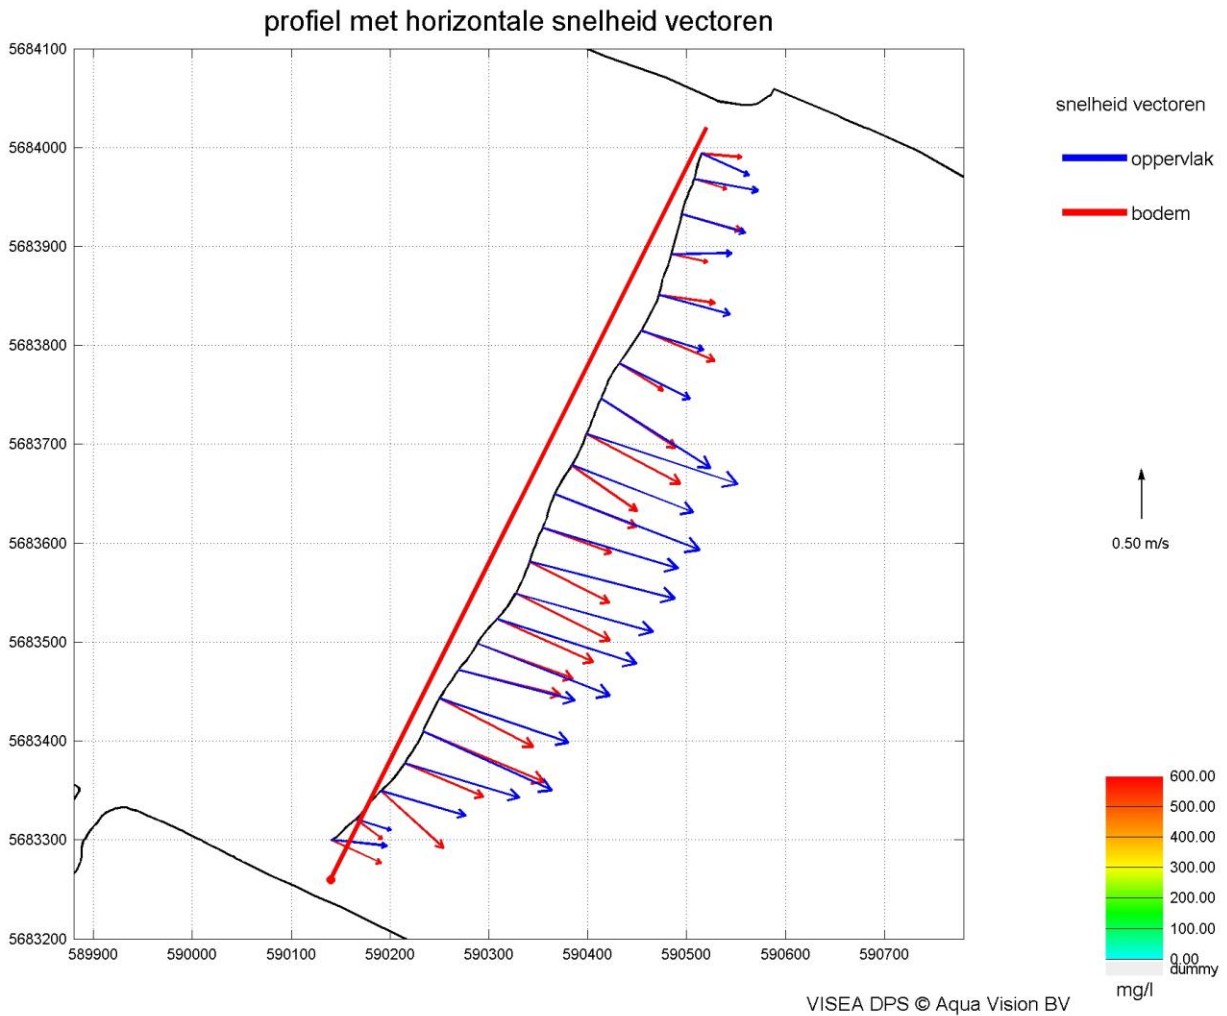 profiel met horizontale snelheid vectoren
5684100
5684000
5683900
5683800
5683700
5683600
5683500
5683400
5683300
5683200
589900 590000 590100 590200 590300 590400 590500 590600 590700
snelheid vectoren
oppervlak
bodem
0.50 m/s
600.00
500.00
400.00
300.00
200.00
100.00
0.00
dummy
mg/l
VISEA DPS © Aqua Vision BV